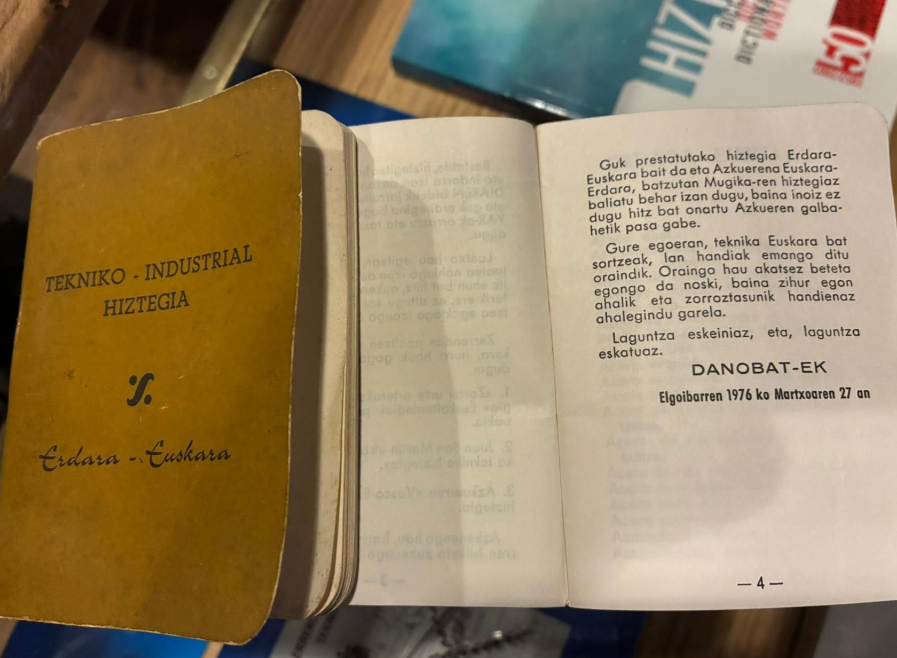 TEKNIKO - INDUSTRIAL
HIZTEGIA
Erdara - Euskara
Guk prestatutako hiztegia Erdara-
Euskara bait da eta Azkuerena Euskara-
Erdara, batzutan Mugika-ren hiztegiaz
baliatu behar izan dugu, baina inoiz ez
dugu hitz bat onartu Azkueren galba-
hetik pasa gabe.
Gure egoeran, teknika Euskara bat
sortzeak, lan handiak emango ditu
oraindik. Oraingo hau akatsez beteta
egongo da noski, baina zihur egon
ahalik eta zorroztasunik handienaz
ahalegindu garela.
Laguntza eskeiniaz, eta, laguntza
eskatuaz.
DANOBAT-EK
Elgoibarren 1976 ko Martxoaren 27 an
— 4 —
HIZT
50